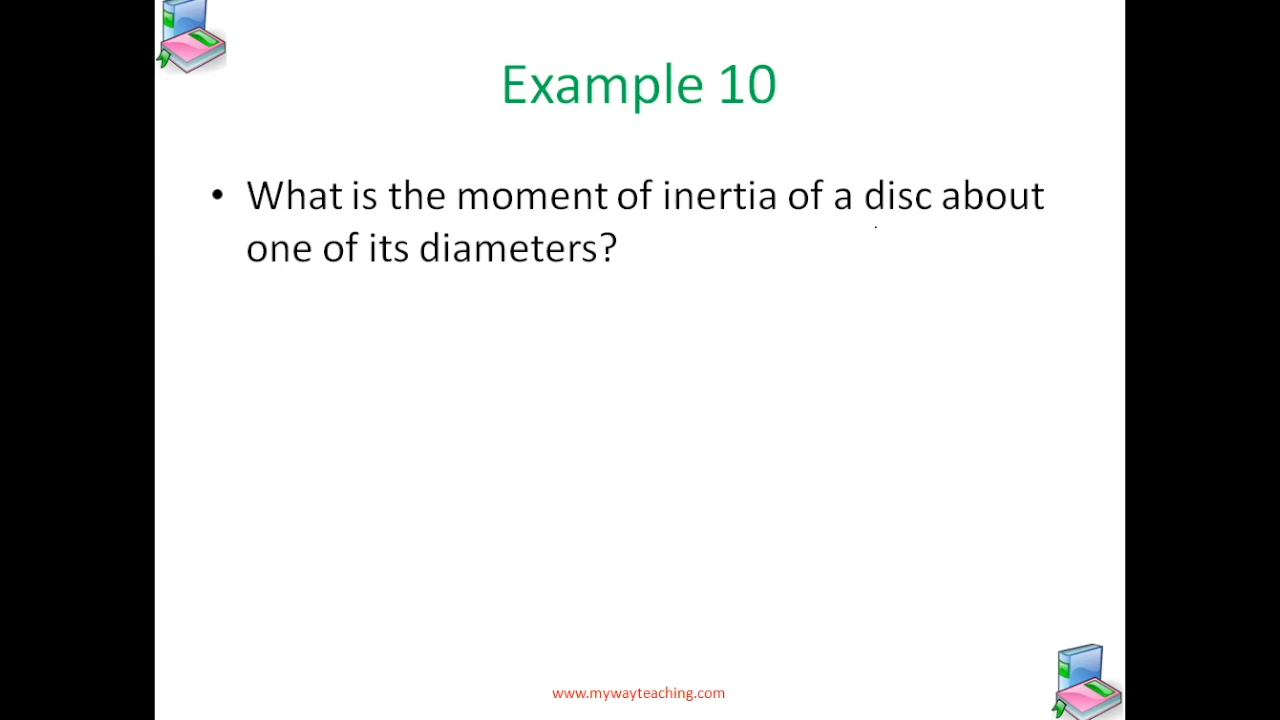 Example 10
• What is the moment of inertia of a disc about
one of its diameters?
www.mywayteaching.com